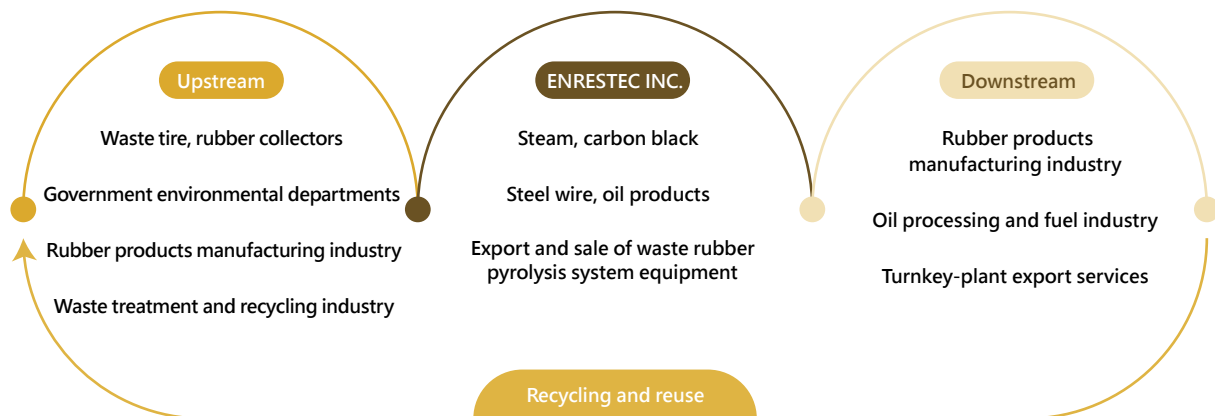 Upstream
Waste tire, rubber collectors
Government environmental departments
Rubber products manufacturing industry
Waste treatment and recycling industry
ENRESTEC INC.
Steam, carbon black
Steel wire, oil products
Export and sale of waste rubber
pyrolysis system equipment
Downstream
Rubber products
manufacturing industry
Oil processing and fuel industry
Turnkey-plant export services
Recycling and reuse